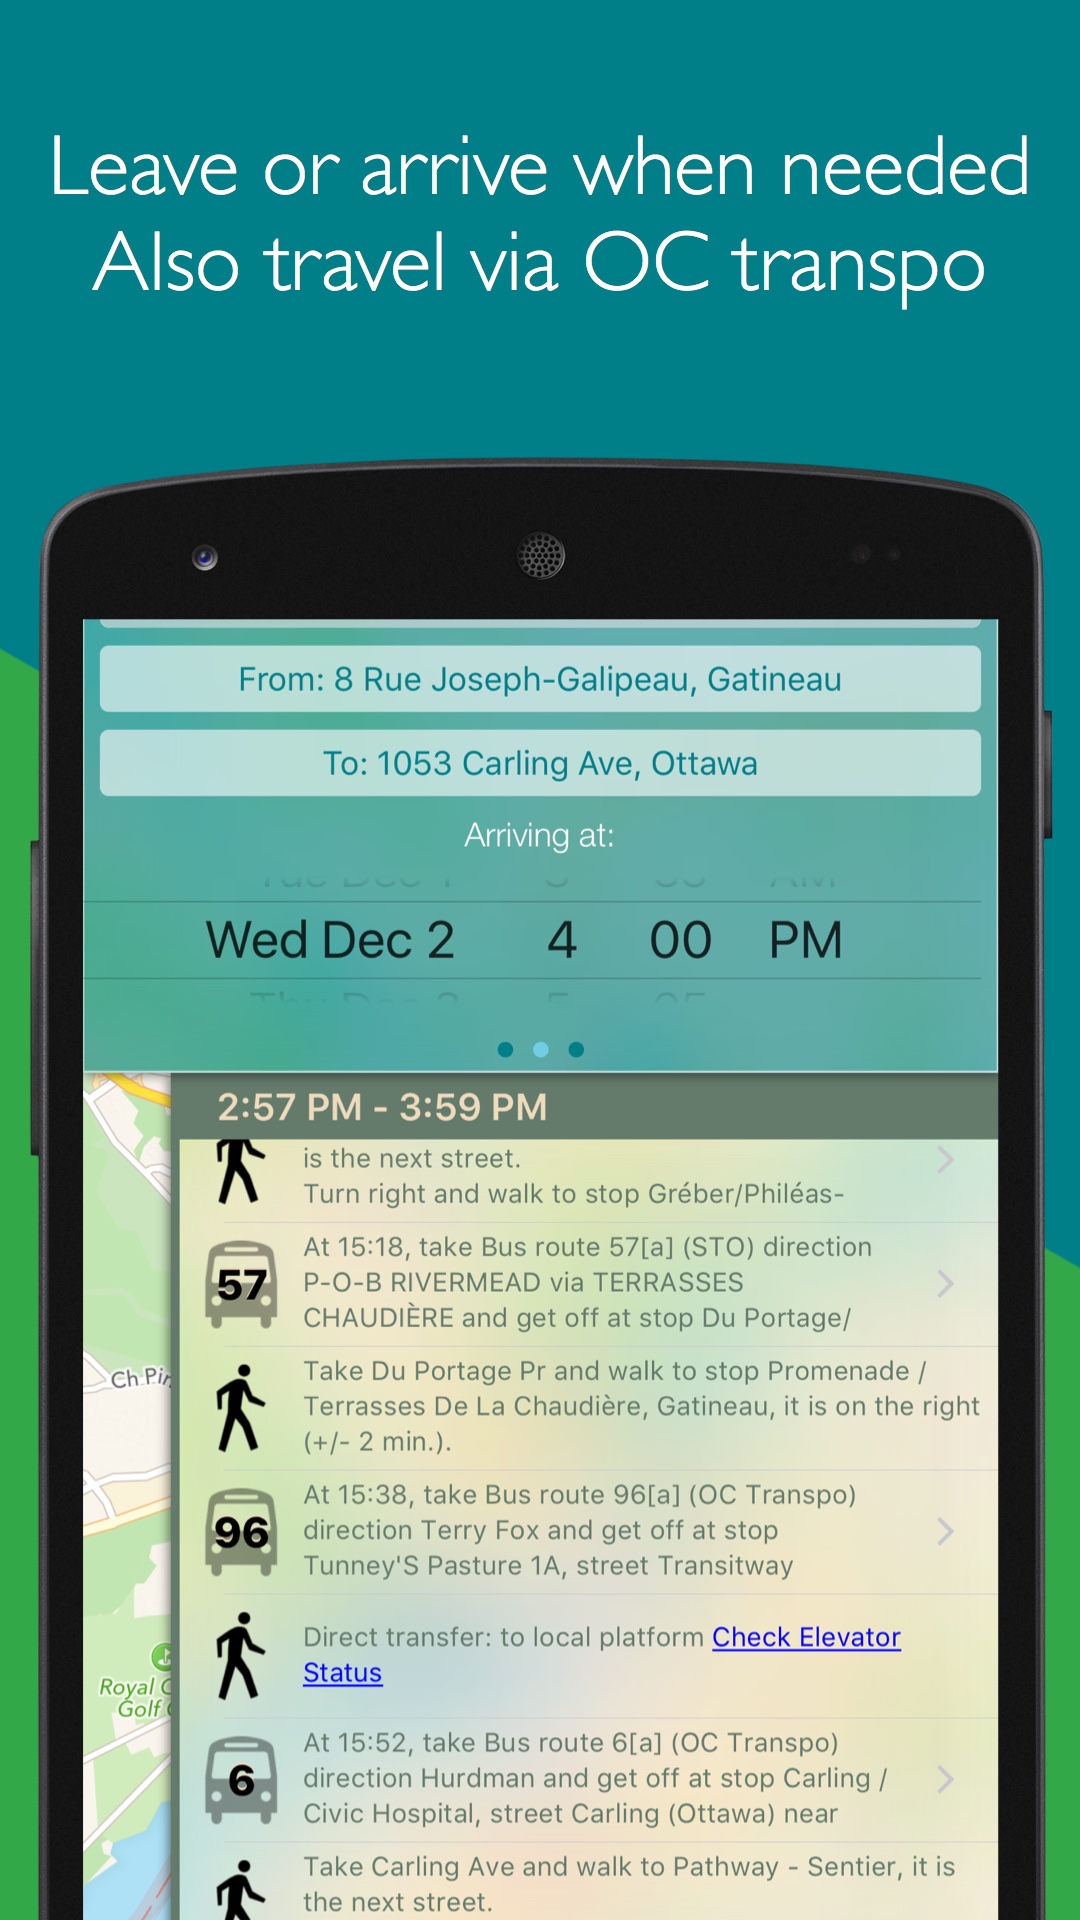 Leave or arrive when needed
Also travel via OC transpo
From: 8 Rue Joseph-Galipeau, Gatineau
To: 1053 Carling Ave, Ottawa
Arriving at:
Wed Dec 2 4 00 PM
2:57 PM - 3:59 PM
is the next street.
Turn right and walk to stop Gréber/Philéas-
57
At 15:18, take Bus route 57[a] (STO) direction
P-O-B RIVERMEAD via TERRASSES
CHAUDIÈRE and get off at stop Du Portage/
Take Du Portage Pr and walk to stop Promenade /
Terrasses De La Chaudière, Gatineau, it is on the right
(+/- 2 min.).
96
At 15:38, take Bus route 96[a] (OC Transpo)
direction Terry Fox and get off at stop
Tunney'S Pasture 1A, street Transitway
Direct transfer: to local platform Check Elevator
Status
6
At 15:52, take Bus route 6[a] (OC Transpo)
direction Hurdman and get off at stop Carling /
Civic Hospital, street Carling (Ottawa) near
Take Carling Ave and walk to Pathway - Sentier, it is
the next street.
Ch Pin
Royal
Golf